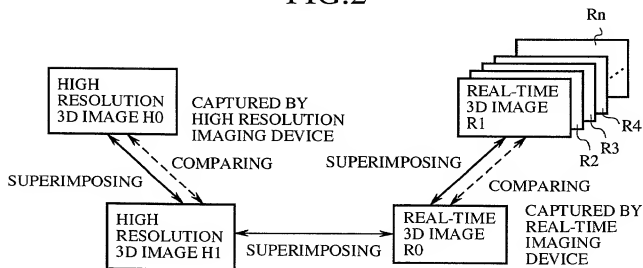 FIG.2
Rn
HIGH
RESOLUTION
3D IMAGE H0
CAPTURED BY
HIGH RESOLUTION
IMAGING DEVICE
REAL-TIME
3D IMAGE
R1
R4
R3
R2
SUPERIMPOSING
COMPARING
SUPERIMPOSING
COMPARING
HIGH
RESOLUTION
3D IMAGE H1
SUPERIMPOSING
REAL-TIME
3D IMAGE
R0
CAPTURED BY
REAL-TIME
IMAGING
DEVICE